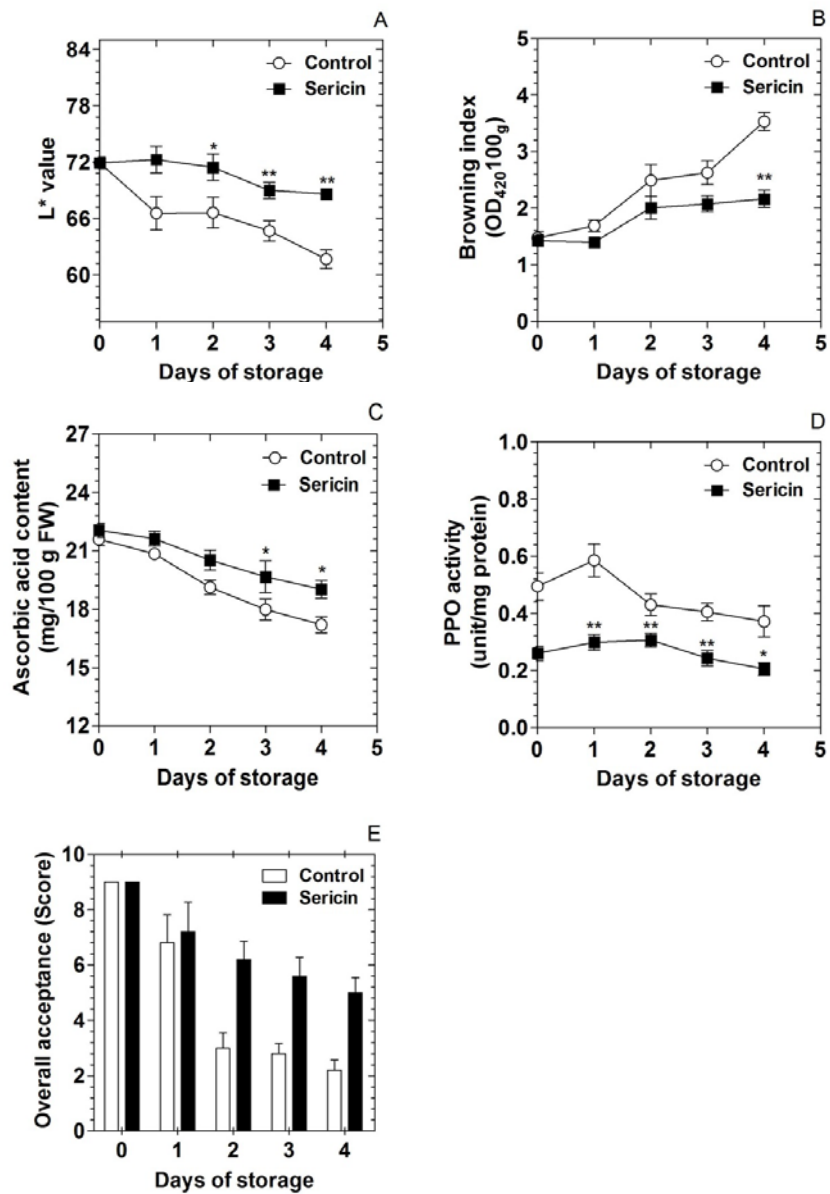 A
84
78
72
66
60
L* value
Control
Sericin
*
**
**
0 1 2 3 4 5
Days of storage
B
5
4
3
2
1
0
Browning index
(OD420100g)
Control
Sericin
**
0 1 2 3 4 5
Days of storage
C
27
24
21
18
15
12
Ascorbic acid content
(mg/100 g FW)
Control
Sericin
*
*
0 1 2 3 4 5
Days of storage
D
1.0
0.8
0.6
0.4
0.2
0.0
PPO activity
(unit/mg protein)
Control
Sericin
**
**
**
*
0 1 2 3 4 5
Days of storage
E
10
8
6
4
2
0
Overall acceptance (Score)
Control
Sericin
0 1 2 3 4
Days of storage